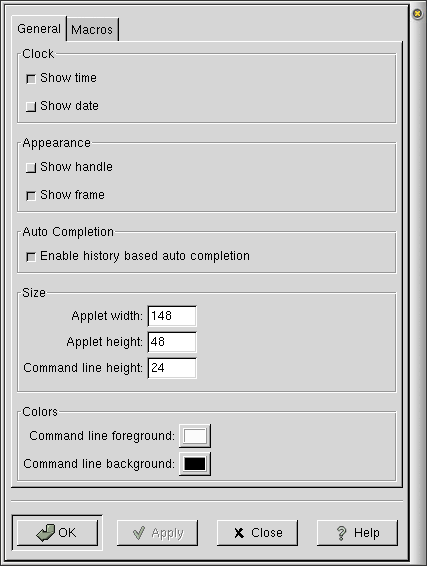 General Macros
Clock
Show time
Show date
Appearance
Show handle
Show frame
Auto Completion
Enable history based auto completion
Size
Applet width: 148
Applet height: 48
Command line height: 24
Colors
Command line foreground:
Command line background:
OK Apply Close Help